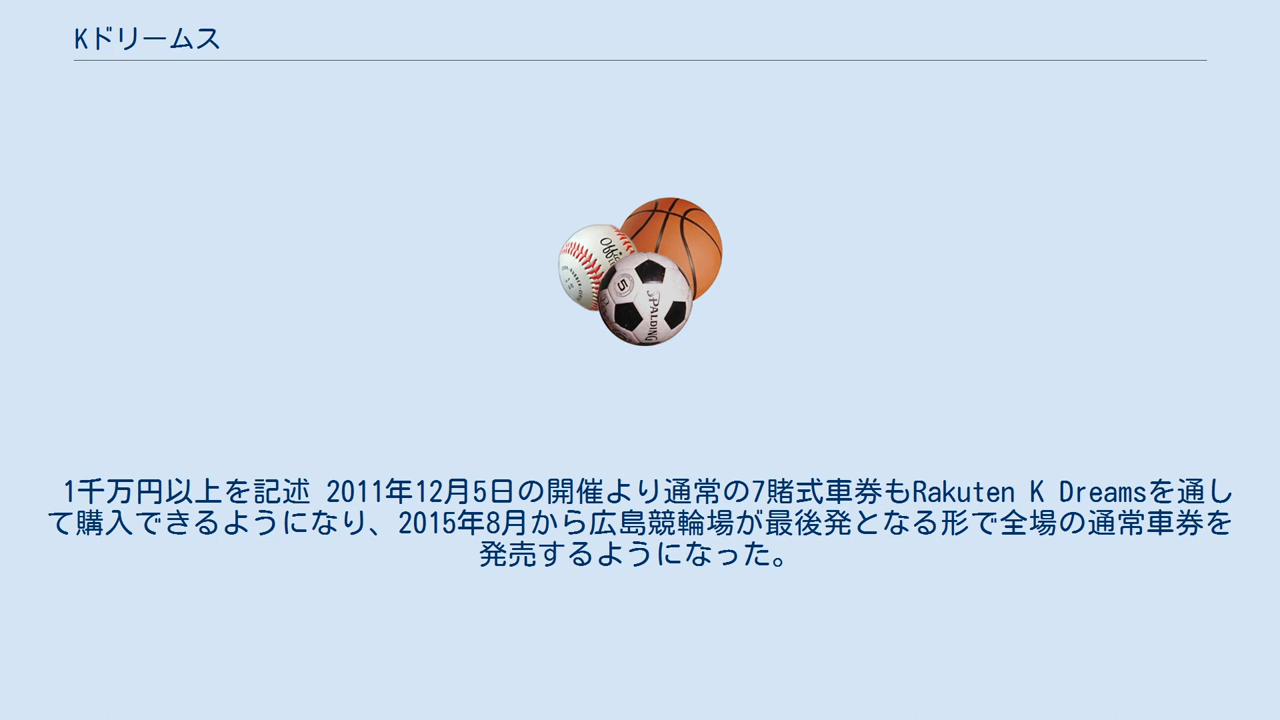 Kドリームス
Offic
5
SPALDING
1千万円以上を記述 2011年12月5日の開催より通常の7賭式車券もRakuten K Dreamsを通し
て購入できるようになり、2015年8月から広島競輪場が最後発となる形で全場の通常車券を
発売するようになった。